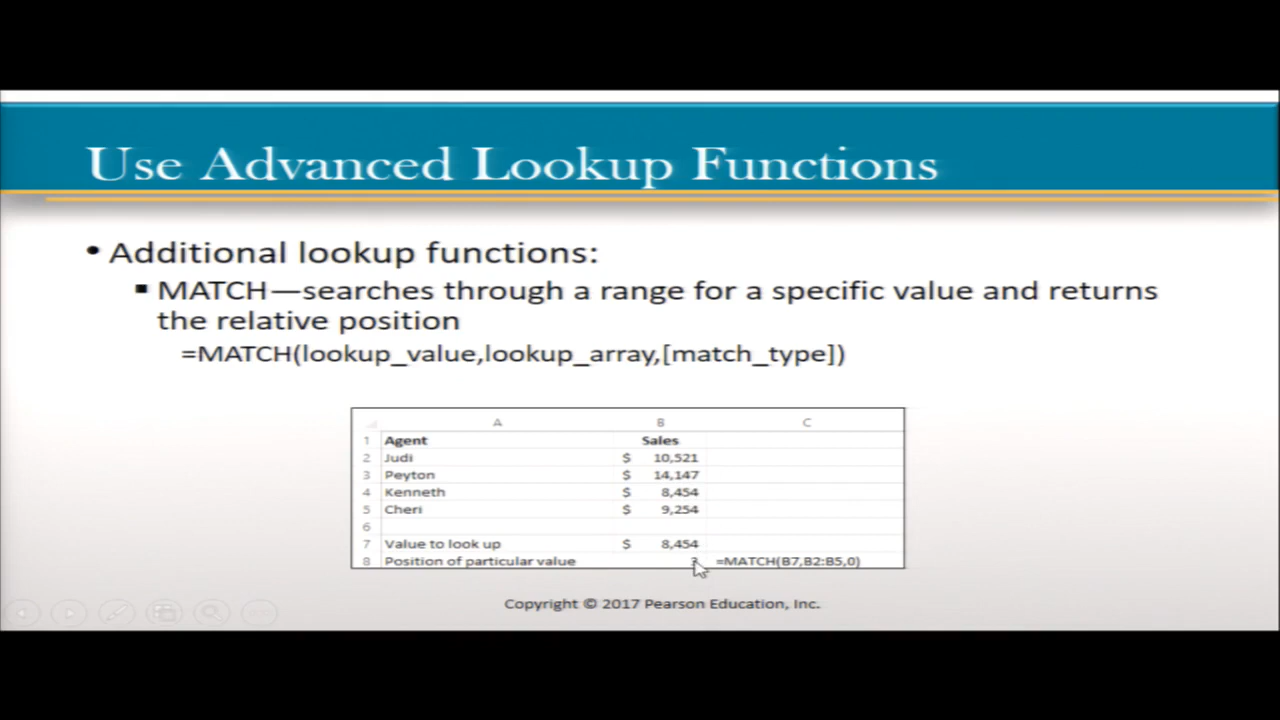 Use Advanced Lookup Functions
• Additional lookup functions:
▪ MATCH—searches through a range for a specific value and returns
the relative position
=MATCH(lookup_value,lookup_array,[match_type])
A B C
1 Agent Sales
2 Judi $ 10,521
3 Peyton $ 14,147
4 Kenneth $ 8,454
5 Cheri $ 9,254
6
7 Value to look up $ 8,454
8 Position of particular value =MATCH(B7,B2:B5,0)
Copyright © 2017 Pearson Education, Inc.